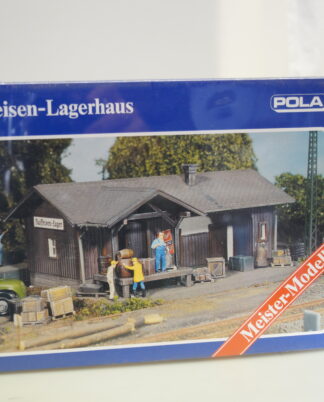 eisen-Lagerhaus
POLA
Raiffeisen-Lager
Meister-Modell